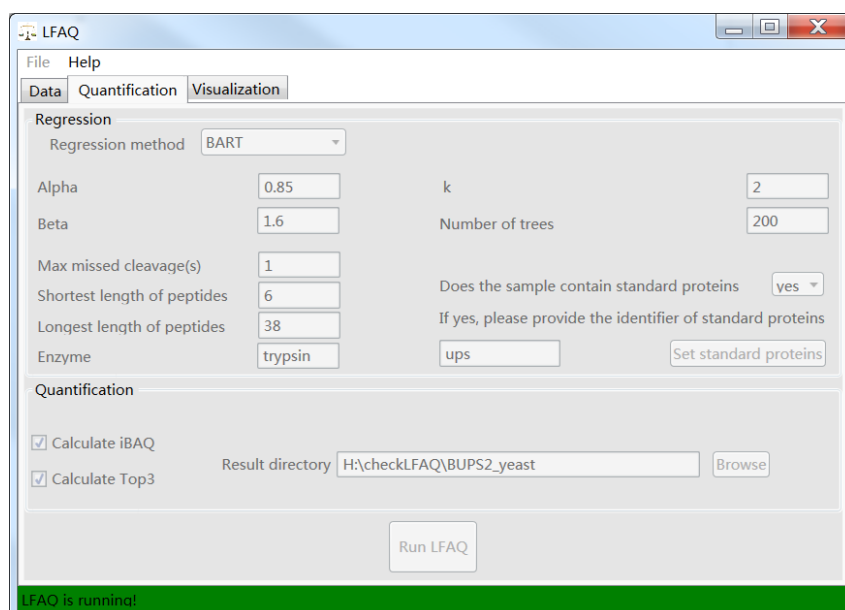 LFAQ
File Help
Data Quantification Visualization
Regression
Regression method BART
Alpha 0.85 k 2
Beta 1.6 Number of trees 200
Max missed cleavage(s) 1
Shortest length of peptides 6 Does the sample contain standard proteins yes
Longest length of peptides 38 If yes, please provide the identifier of standard proteins
Enzyme trypsin ups Set standard proteins
Quantification
Calculate iBAQ
Result directory H:\checkLFAQ\BUPS2_yeast Browse
Calculate Top3
Run LFAQ
LFAQ is running!